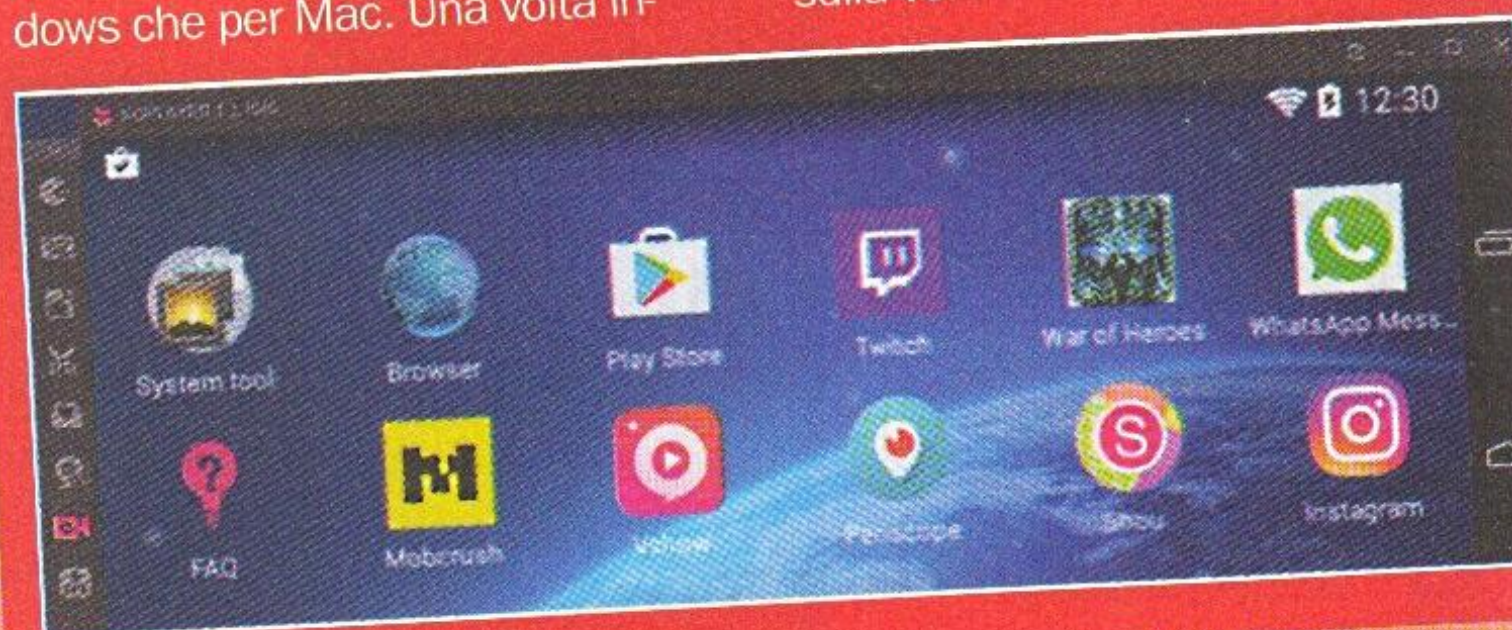 dows che per Mac. Una volta in-
sulla
12:30
System tool
Browser
Play Store
Twitch
War of Heroes
WhatsApp Mess...
FAQ
Mobcrush
Periscope
Shou
Instagram